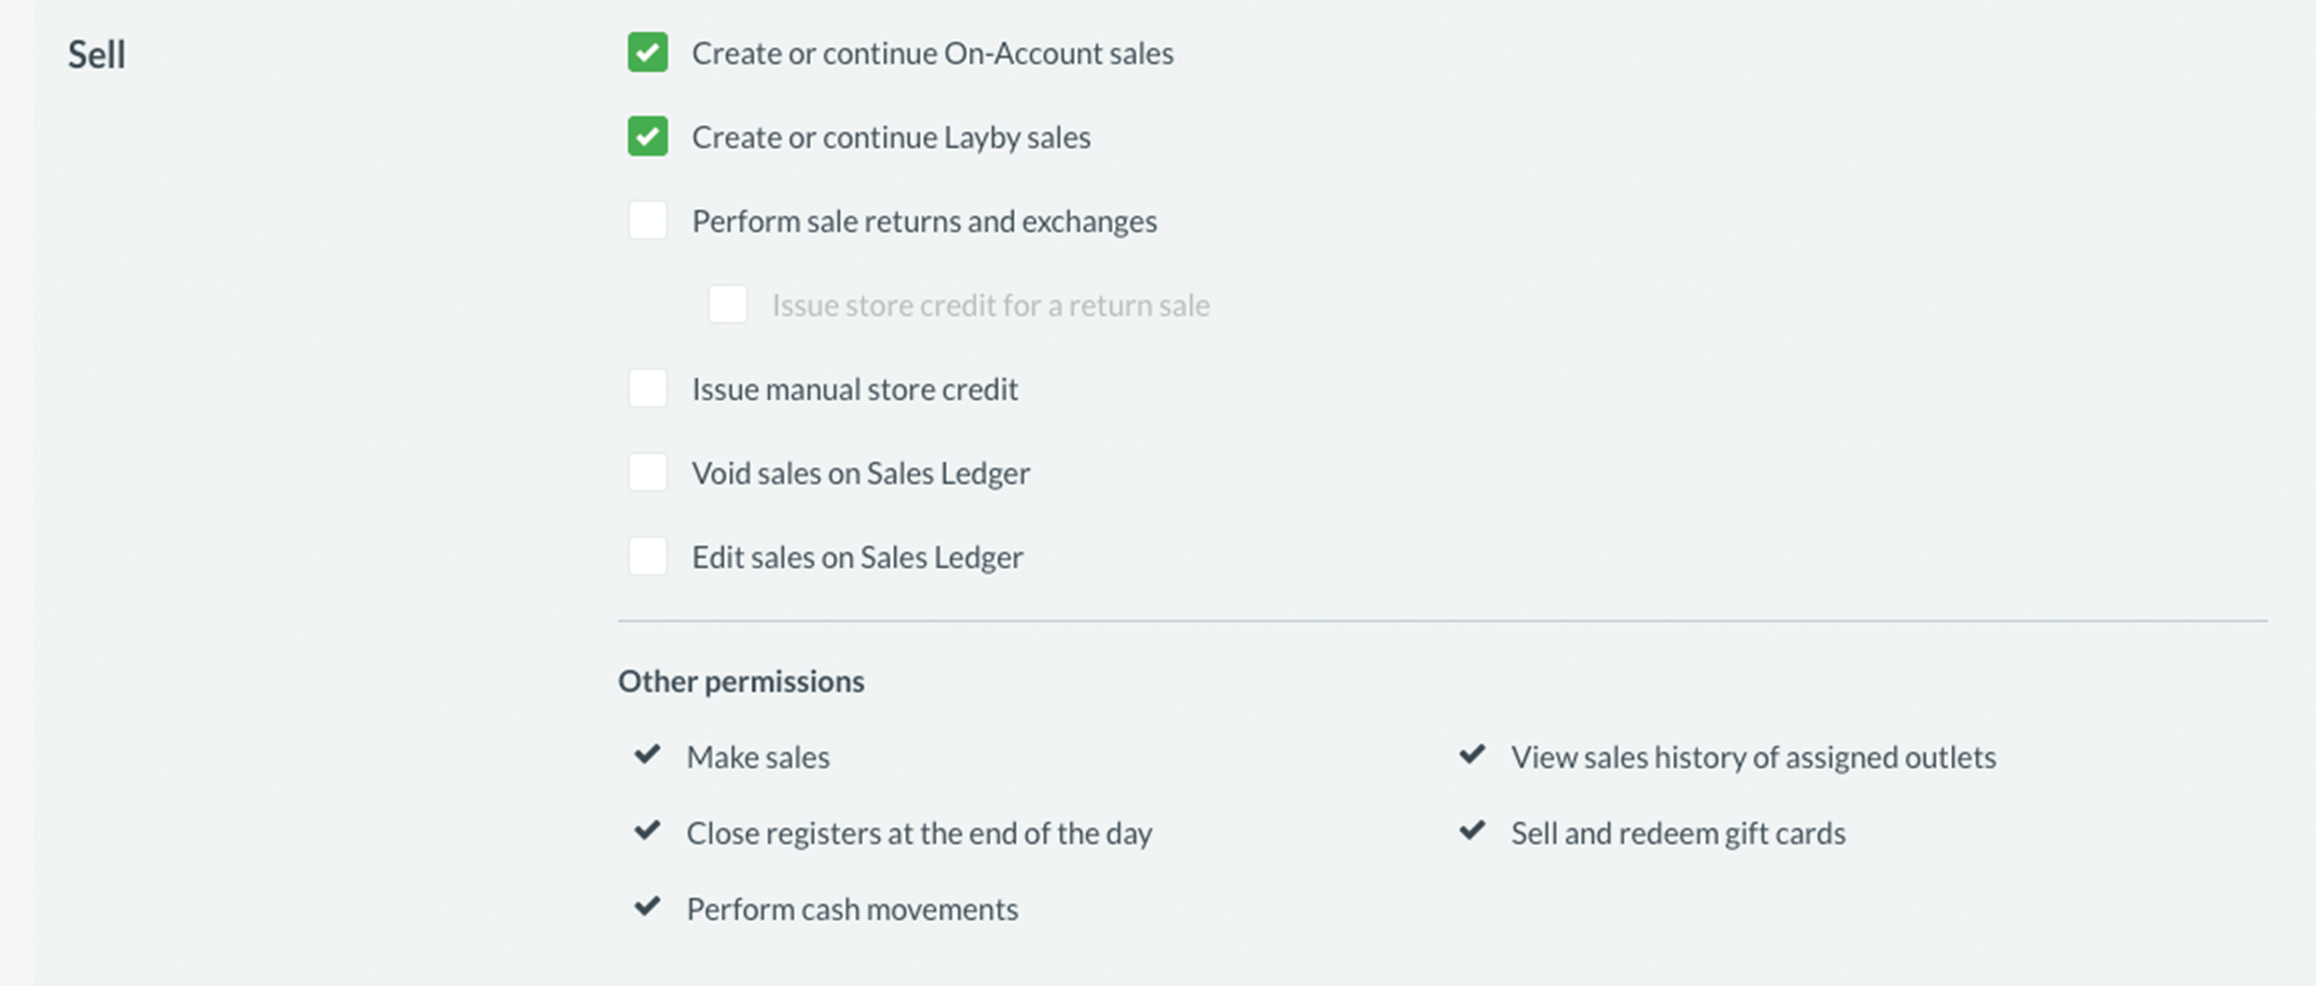 Sell
Create or continue On-Account sales
Create or continue Layby sales
Perform sale returns and exchanges
Issue store credit for a return sale
Issue manual store credit
Void sales on Sales Ledger
Edit sales on Sales Ledger
Other permissions
Make sales
View sales history of assigned outlets
Close registers at the end of the day
Sell and redeem gift cards
Perform cash movements